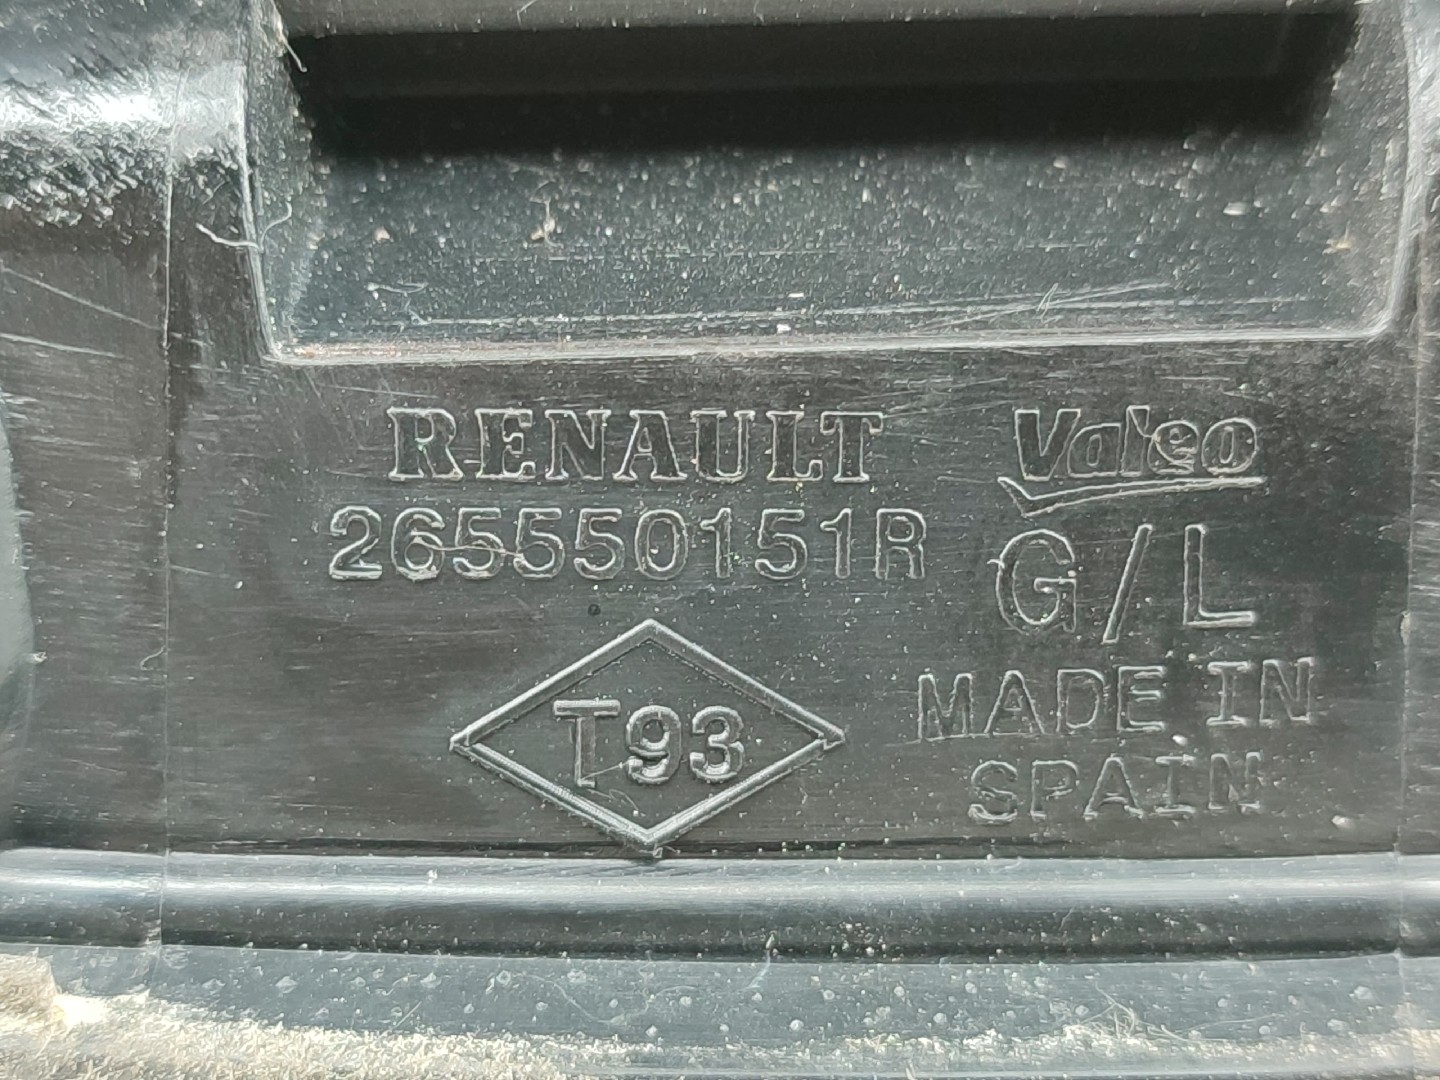 RENAULT
265550151R
T93
Valeo
G/L
MADE IN
SPAIN